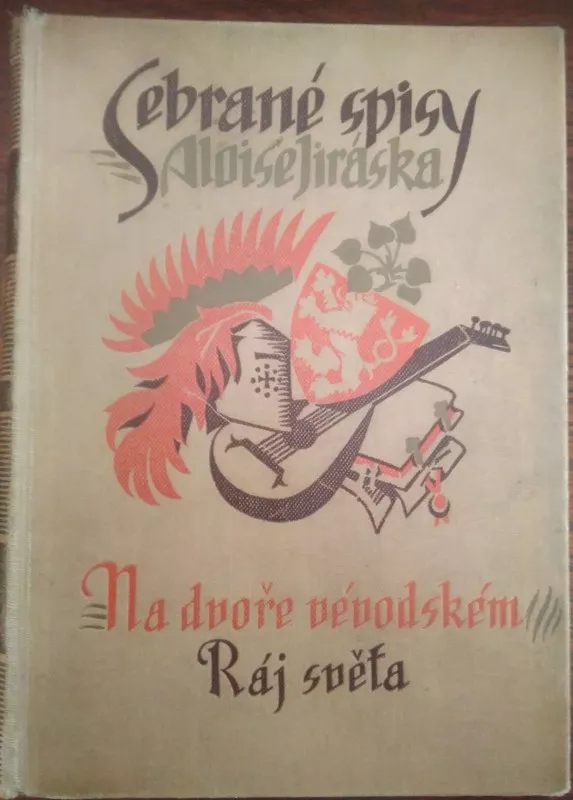 Sebrané spisy
Aloise Jiráska
Na dvoře vévodském
Ráj světa